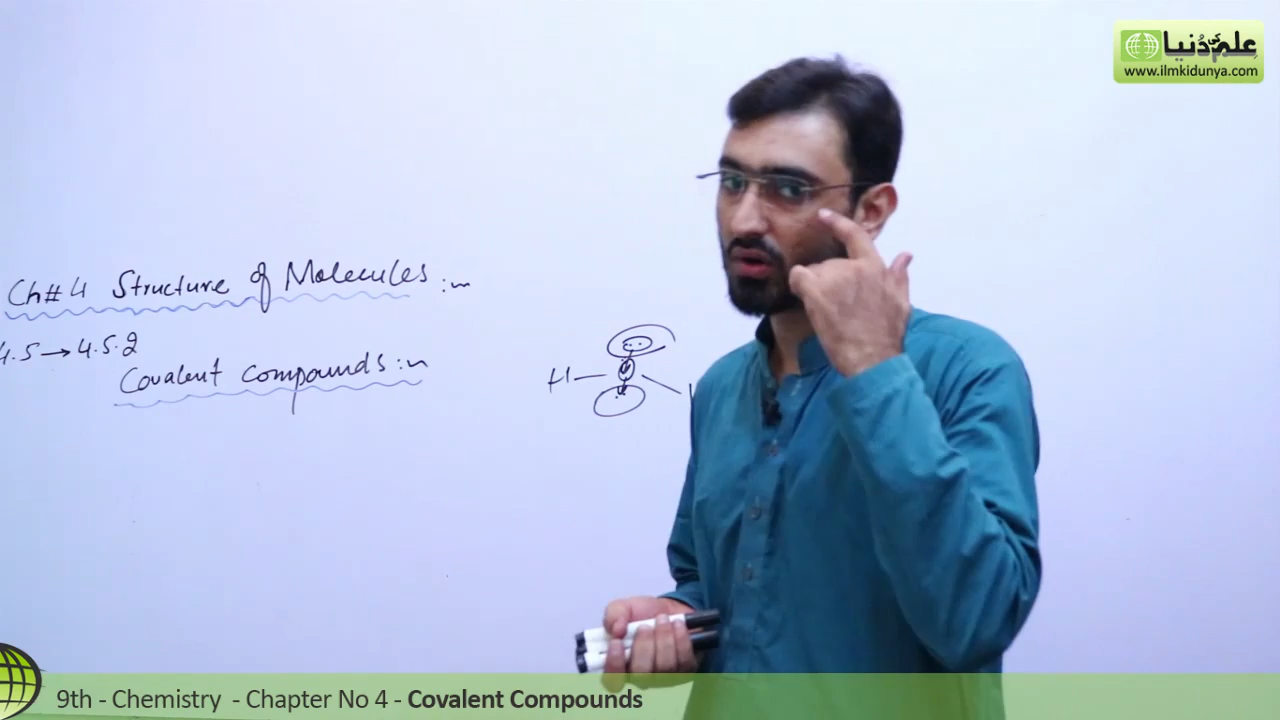 علم کی دُنیا
www.ilmkidunya.com
Ch#4 Structure of Molecules:~
4.5→4.5.2
Covalent compounds:~
H
9th - Chemistry - Chapter No 4 - Covalent Compounds